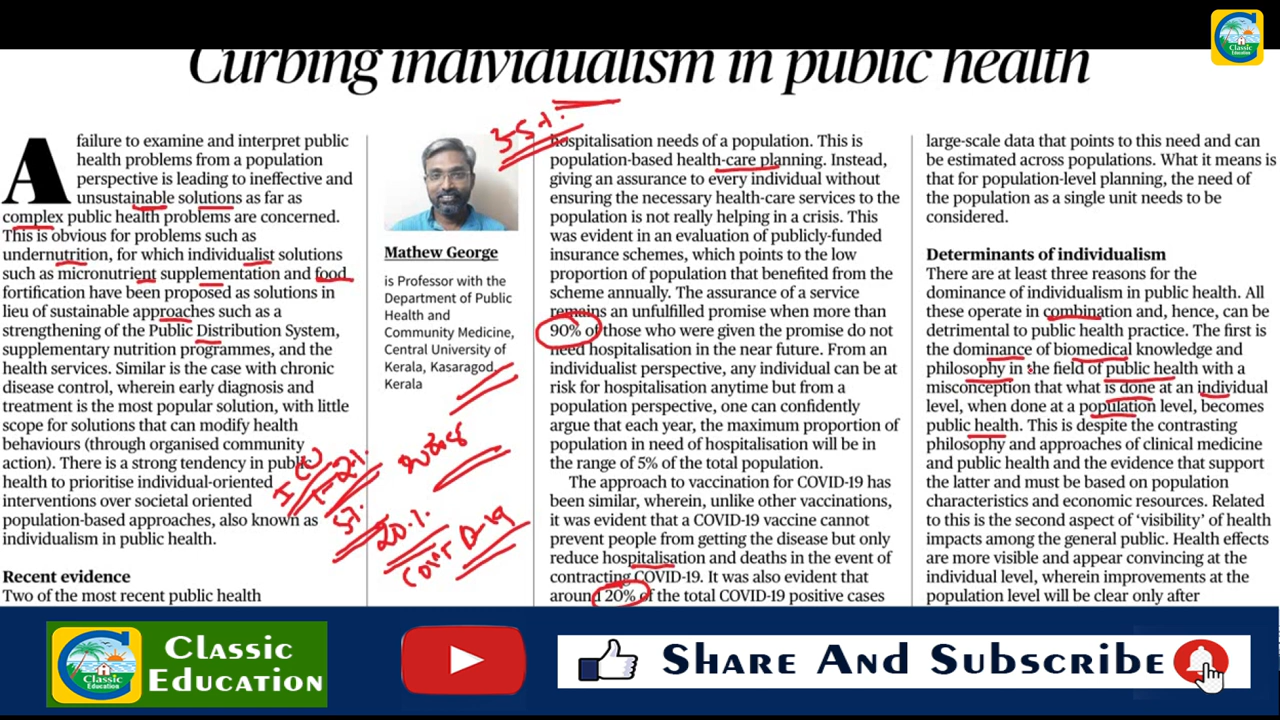 Classic
Education
Curbing individualism in public health
A failure to examine and interpret public
health problems from a population
perspective is leading to ineffective and
unsustainable solutions as far as
complex public health problems are concerned.
This is obvious for problems such as
undernutrition, for which individualist solutions
such as micronutrient supplementation and food
fortification have been proposed as solutions in
lieu of sustainable approaches such as a
strengthening of the Public Distribution System,
supplementary nutrition programmes, and the
health services. Similar is the case with chronic
disease control, wherein early diagnosis and
treatment is the most popular solution, with little
scope for solutions that can modify health
behaviours (through organised community
action). There is a strong tendency in public
health to prioritise individual-oriented
interventions over societal oriented
population-based approaches, also known as
individualism in public health.
Recent evidence
Two of the most recent public health
Mathew George
is Professor with the
Department of Public
Health and
Community Medicine,
Central University of
Kerala, Kasaragod,
Kerala
3-5%
ICU
1-2%
5%
20%
Covid-19
hospitalisation needs of a population. This is
population-based health-care planning. Instead,
giving an assurance to every individual without
ensuring the necessary health-care services to the
population is not really helping in a crisis. This
was evident in an evaluation of publicly-funded
insurance schemes, which points to the low
proportion of population that benefited from the
scheme annually. The assurance of a service
remains an unfulfilled promise when more than
90% of those who were given the promise do not
need hospitalisation in the near future. From an
individualist perspective, any individual can be at
risk for hospitalisation anytime but from a
population perspective, one can confidently
argue that each year, the maximum proportion of
population in need of hospitalisation will be in
the range of 5% of the total population.
The approach to vaccination for COVID-19 has
been similar, wherein, unlike other vaccinations,
it was evident that a COVID-19 vaccine cannot
prevent people from getting the disease but only
reduce hospitalisation and deaths in the event of
contracting COVID-19. It was also evident that
around 20% of the total COVID-19 positive cases
large-scale data that points to this need and can
be estimated across populations. What it means is
that for population-level planning, the need of
the population as a single unit needs to be
considered.
Determinants of individualism
There are at least three reasons for the
dominance of individualism in public health. All
these operate in combination and, hence, can be
detrimental to public health practice. The first is
the dominance of biomedical knowledge and
philosophy in the field of public health with a
misconception that what is done at an individual
level, when done at a population level, becomes
public health. This is despite the contrasting
philosophy and approaches of clinical medicine
and public health and the evidence that support
the latter and must be based on population
characteristics and economic resources. Related
to this is the second aspect of ‘visibility’ of health
impacts among the general public. Health effects
are more visible and appear convincing at the
individual level, wherein improvements at the
population level will be clear only after
Classic
Education
Classic
Education
Share And Subscribe